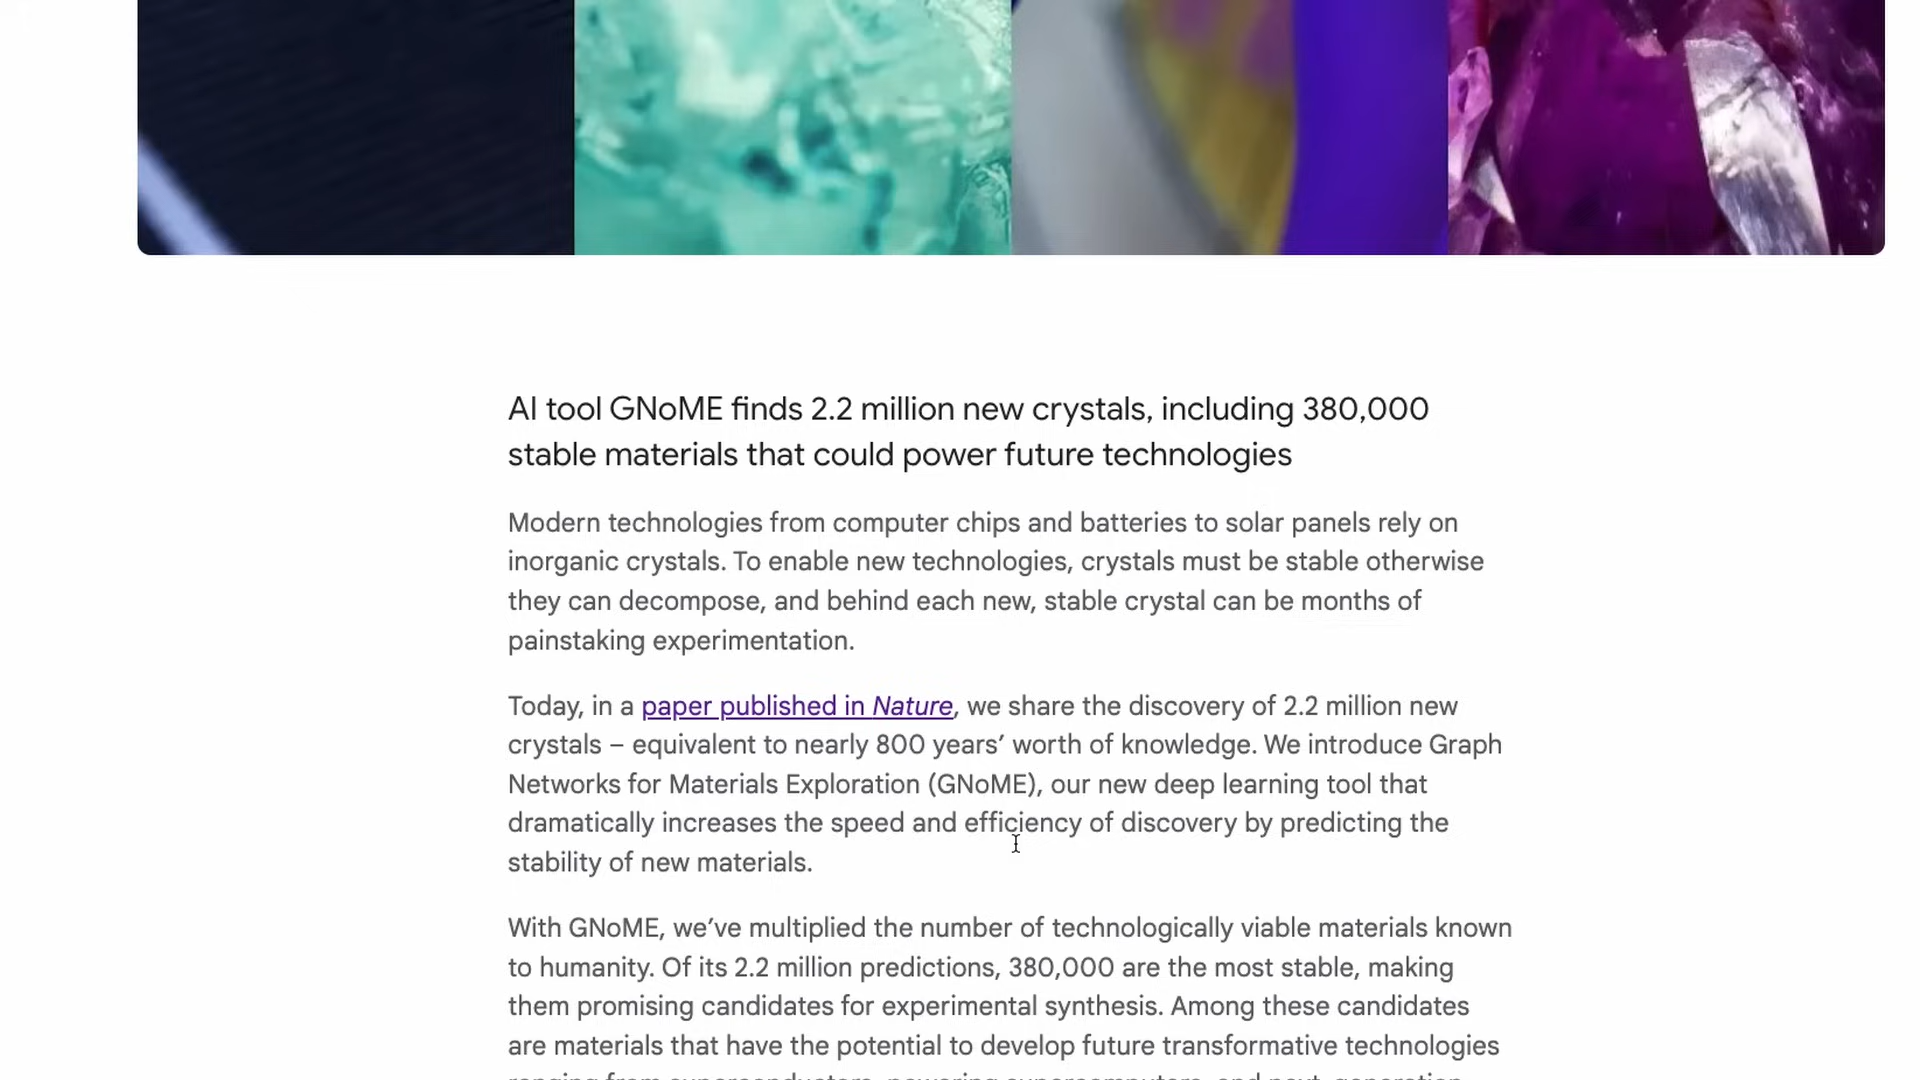 AI tool GNoME finds 2.2 million new crystals, including 380,000
stable materials that could power future technologies
Modern technologies from computer chips and batteries to solar panels rely on
inorganic crystals. To enable new technologies, crystals must be stable otherwise
they can decompose, and behind each new, stable crystal can be months of
painstaking experimentation.
Today, in a paper published in Nature, we share the discovery of 2.2 million new
crystals – equivalent to nearly 800 years’ worth of knowledge. We introduce Graph
Networks for Materials Exploration (GNoME), our new deep learning tool that
dramatically increases the speed and efficiency of discovery by predicting the
stability of new materials.
With GNoME, we’ve multiplied the number of technologically viable materials known
to humanity. Of its 2.2 million predictions, 380,000 are the most stable, making
them promising candidates for experimental synthesis. Among these candidates
are materials that have the potential to develop future transformative technologies
ranging from superconductors, powering supercomputers, and next-generation